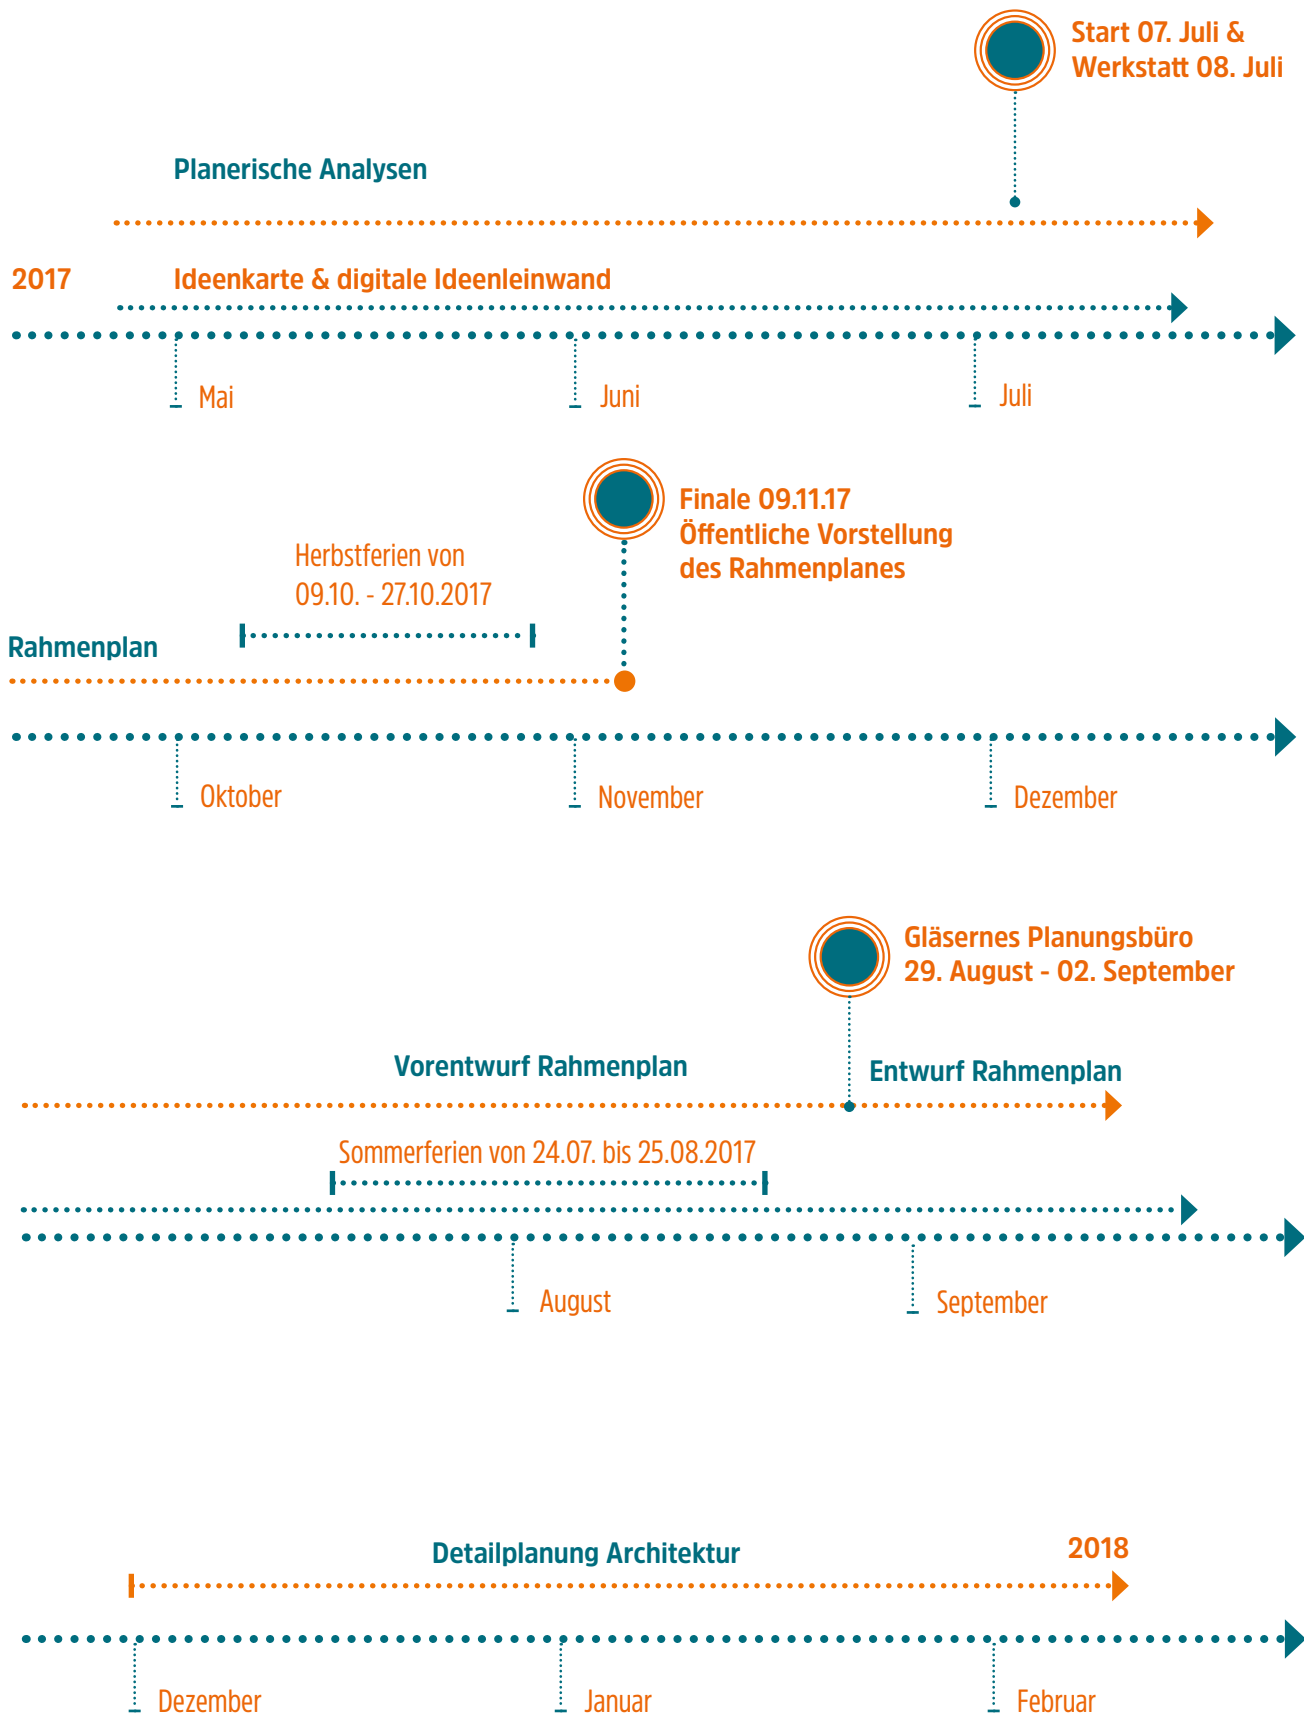 Start 07. Juli &
Werkstatt 08. Juli
Planerische Analysen
2017
Ideenkarte & digitale Ideenleinwand
Mai
Juni
Juli
Finale 09.11.17
Öffentliche Vorstellung
des Rahmenplanes
Herbstferien von
09.10. - 27.10.2017
Rahmenplan
Oktober
November
Dezember
Gläsernes Planungsbüro
29. August - 02. September
Vorentwurf Rahmenplan
Entwurf Rahmenplan
Sommerferien von 24.07. bis 25.08.2017
August
September
Detailplanung Architektur
2018
Dezember
Januar
Februar